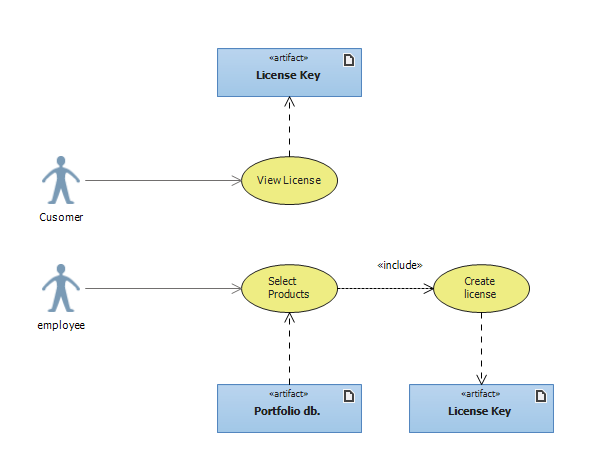 «artifact»
License Key
View License
Cusomer
«include»
Select
Products
Create
license
employee
«artifact»
Portfolio db.
«artifact»
License Key